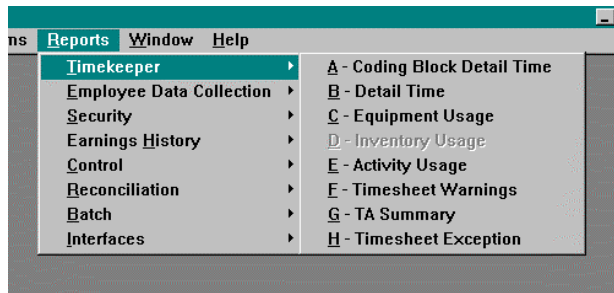 ms Reports Window Help
Timekeeper
Employee Data Collection
Security
Earnings History
Control
Reconciliation
Batch
Interfaces
A - Coding Block Detail Time
B - Detail Time
C - Equipment Usage
D - Inventory Usage
E - Activity Usage
F - Timesheet Warnings
G - TA Summary
H - Timesheet Exception